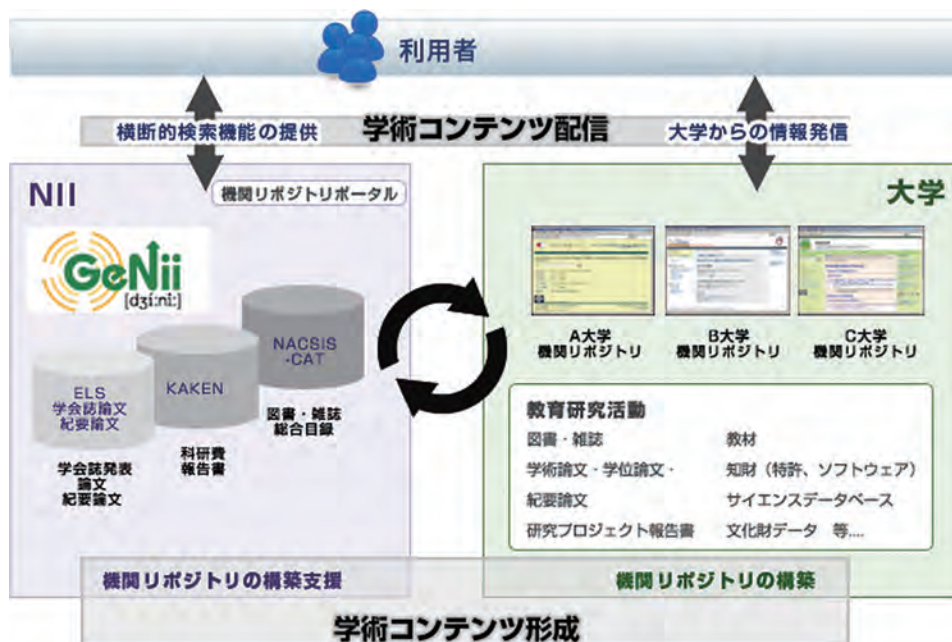 利用者
横断的検索機能の提供
学術コンテンツ配信
大学からの情報発信
NII
機関リポジトリポータル
GeNii
[dʒíːniː]
ELS
学会誌論文
紀要論文
学会誌発表
論文
紀要論文
KAKEN
科研費
報告書
NACSIS
-CAT
図書・雑誌
総合目録
大学
A大学
機関リポジトリ
B大学
機関リポジトリ
C大学
機関リポジトリ
教育研究活動
図書・雑誌
学術論文・学位論文・
紀要論文
研究プロジェクト報告書
教材
知財（特許、ソフトウェア）
サイエンスデータベース
文化財データ 等....
機関リポジトリの構築支援
機関リポジトリの構築
学術コンテンツ形成